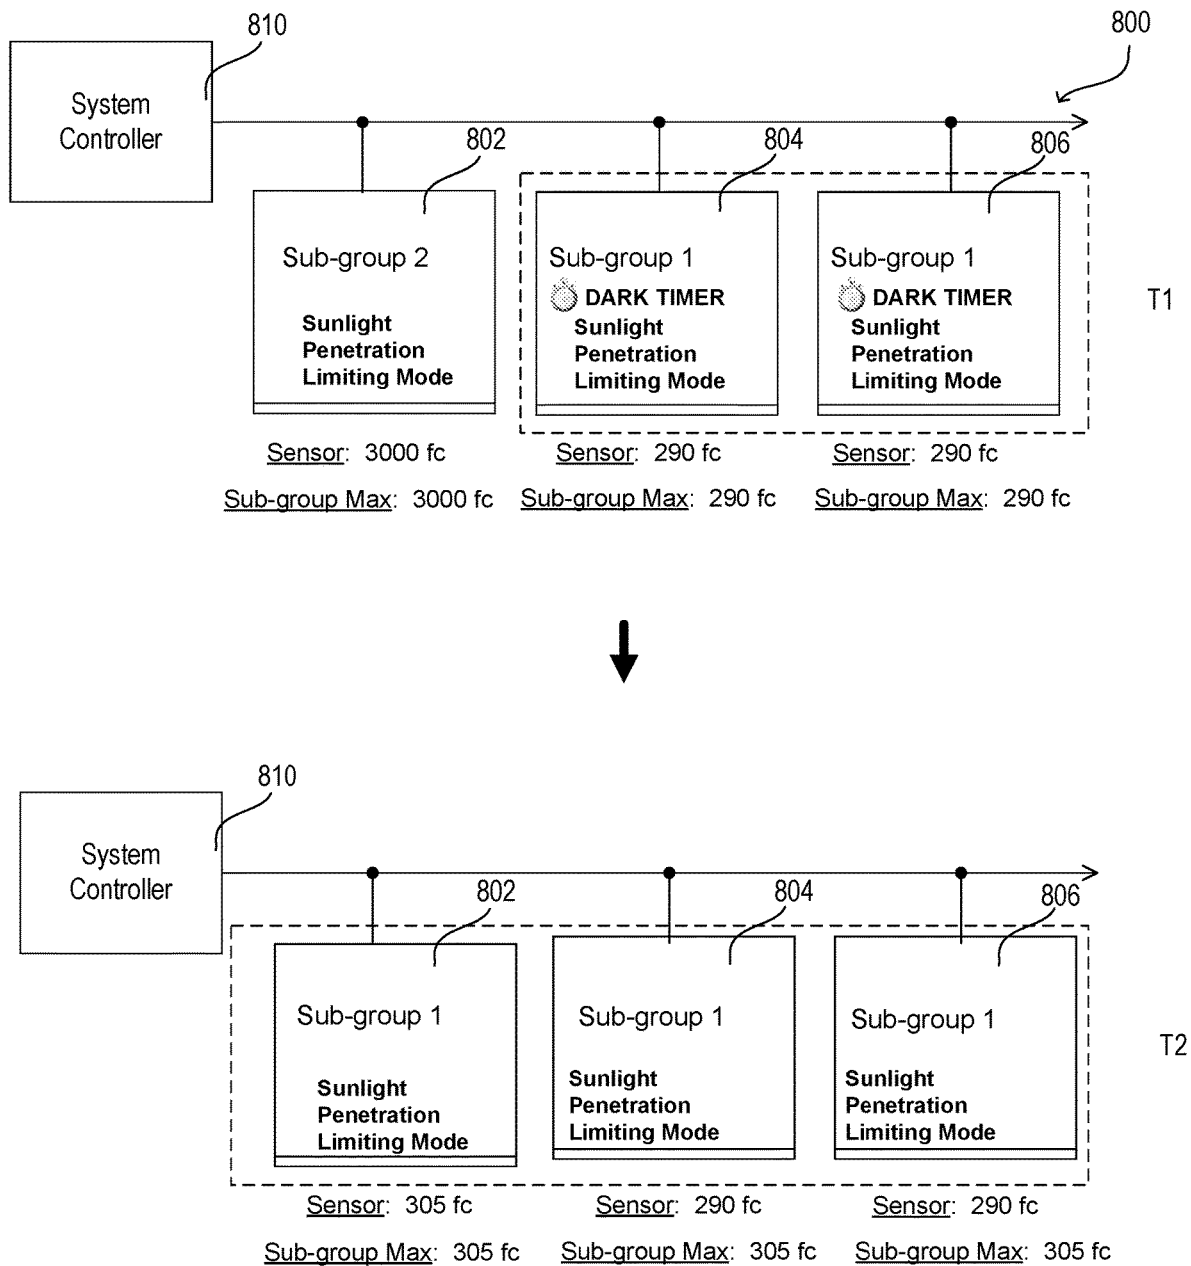 810
800
System
Controller
802
804
806
Sub-group 2
Sunlight
Penetration
Limiting Mode
Sub-group 1
DARK TIMER
Sunlight
Penetration
Limiting Mode
Sub-group 1
DARK TIMER
Sunlight
Penetration
Limiting Mode
T1
Sensor: 3000 fc
Sub-group Max: 3000 fc
Sensor: 290 fc
Sub-group Max: 290 fc
Sensor: 290 fc
Sub-group Max: 290 fc
810
System
Controller
802
804
806
Sub-group 1
Sunlight
Penetration
Limiting Mode
Sub-group 1
Sunlight
Penetration
Limiting Mode
Sub-group 1
Sunlight
Penetration
Limiting Mode
T2
Sensor: 305 fc
Sub-group Max: 305 fc
Sensor: 290 fc
Sub-group Max: 305 fc
Sensor: 290 fc
Sub-group Max: 305 fc